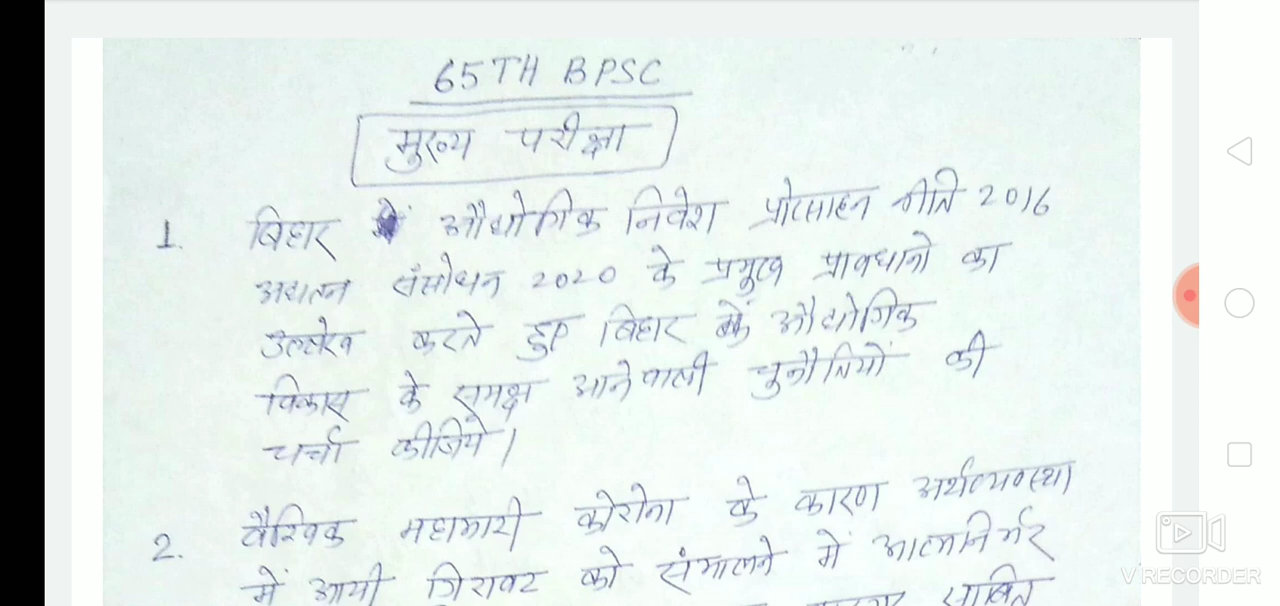 65TH BPSC
मुख्य परीक्षा
1. बिहार में औद्योगिक निवेश प्रोत्साहन नीति 2016
अद्यतन संसोधन 2020 के प्रमुख प्रावधानो का
उल्लेख करते हुए बिहार के औद्योगिक
विकास के समक्ष आनेवाली चुनौतियों की
चर्चा कीजिये।
2. वैश्विक महामारी कोरोना के कारण अर्थव्यवस्था
में आयी गिरावट को संभालने में आत्मनिर्भर
साबित
V RECORDER